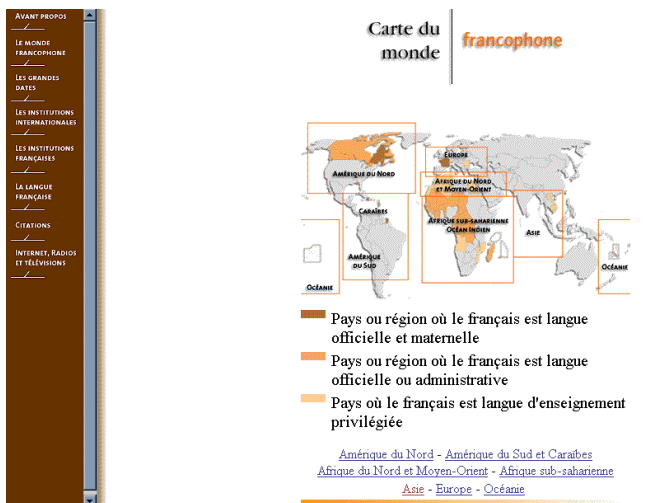 AVANT PROPOS
LE MONDE
FRANCOPHONE
LES GRANDES
DATES
LES INSTITUTIONS
INTERNATIONALES
LES INSTITUTIONS
FRANÇAISES
LA LANGUE
FRANÇAISE
CITATIONS
INTERNET, RADIOS
ET TÉLÉVISIONS
Carte du
monde
francophone
EUROPE
AMÉRIQUE DU NORD
AFRIQUE DU NORD
ET MOYEN-ORIENT
CARAÏBES
AFRIQUE SUB-SAHARIENNE
OCÉAN INDIEN
ASIE
AMÉRIQUE
DU SUD
OCÉANIE
OCÉANIE
Pays ou région où le français est langue
officielle et maternelle
Pays ou région où le français est langue
officielle ou administrative
Pays où le français est langue d'enseignement
privilégiée
Amérique du Nord - Amérique du Sud et Caraïbes
Afrique du Nord et Moyen-Orient - Afrique sub-saharienne
Asie - Europe - Océanie